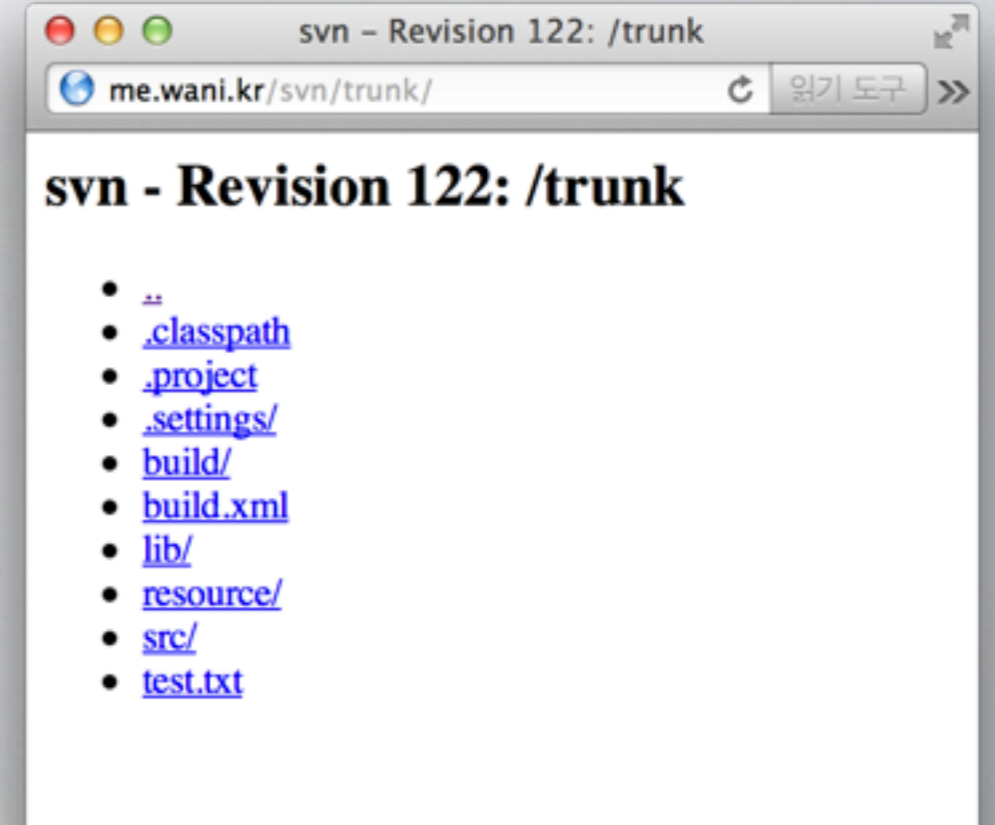 svn – Revision 122: /trunk
me.wani.kr/svn/trunk/ 읽기 도구
svn - Revision 122: /trunk
..
.classpath
.project
.settings/
build/
build.xml
lib/
resource/
src/
test.txt